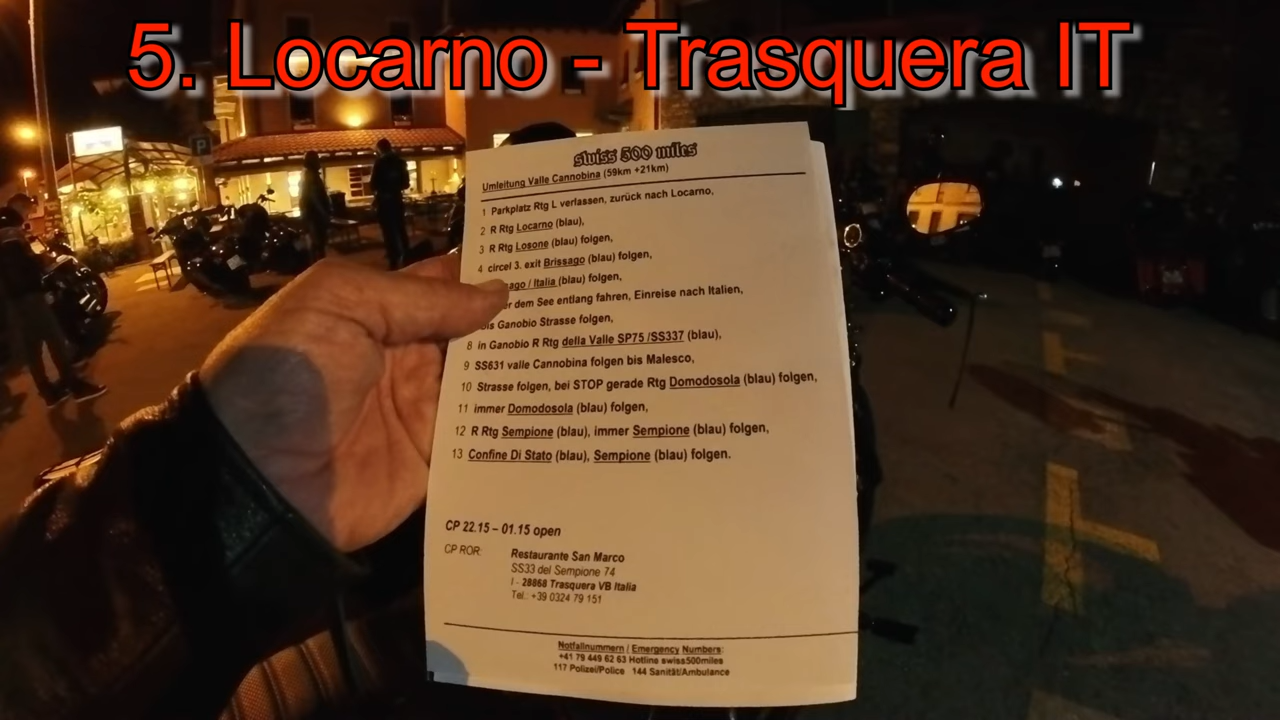 5. Locarno - Trasquera IT
P
swiss 500 miles
Umleitung Valle Cannobina (59km +21km)
1 Parkplatz Rtg L verlassen, zurück nach Locarno,
2 R Rtg Locarno (blau),
3 R Rtg Losone (blau) folgen,
4 circel 3. exit Brissago (blau) folgen,
/ Italia (blau) folgen,
dem See entlang fahren, Einreise nach Italien,
Ganobio Strasse folgen,
8 in Ganobio R Rtg della Valle SP75 /SS337 (blau),
9 SS631 valle Cannobina folgen bis Malesco,
10 Strasse folgen, bei STOP gerade Rtg Domodosola (blau) folgen,
11 immer Domodosola (blau) folgen,
12 R Rtg Sempione (blau), immer Sempione (blau) folgen,
13 Confine Di Stato (blau), Sempione (blau) folgen.
CP 22.15 – 01.15 open
CP ROR: Restaurante San Marco
SS33 del Sempione 74
I - 28868 Trasquera VB Italia
Tel.: +39 0324 79 151
Notfallnummern / Emergency Numbers:
+41 79 449 62 63 Hotline swiss500miles
117 Polizei/Police 144 Sanität/Ambulance